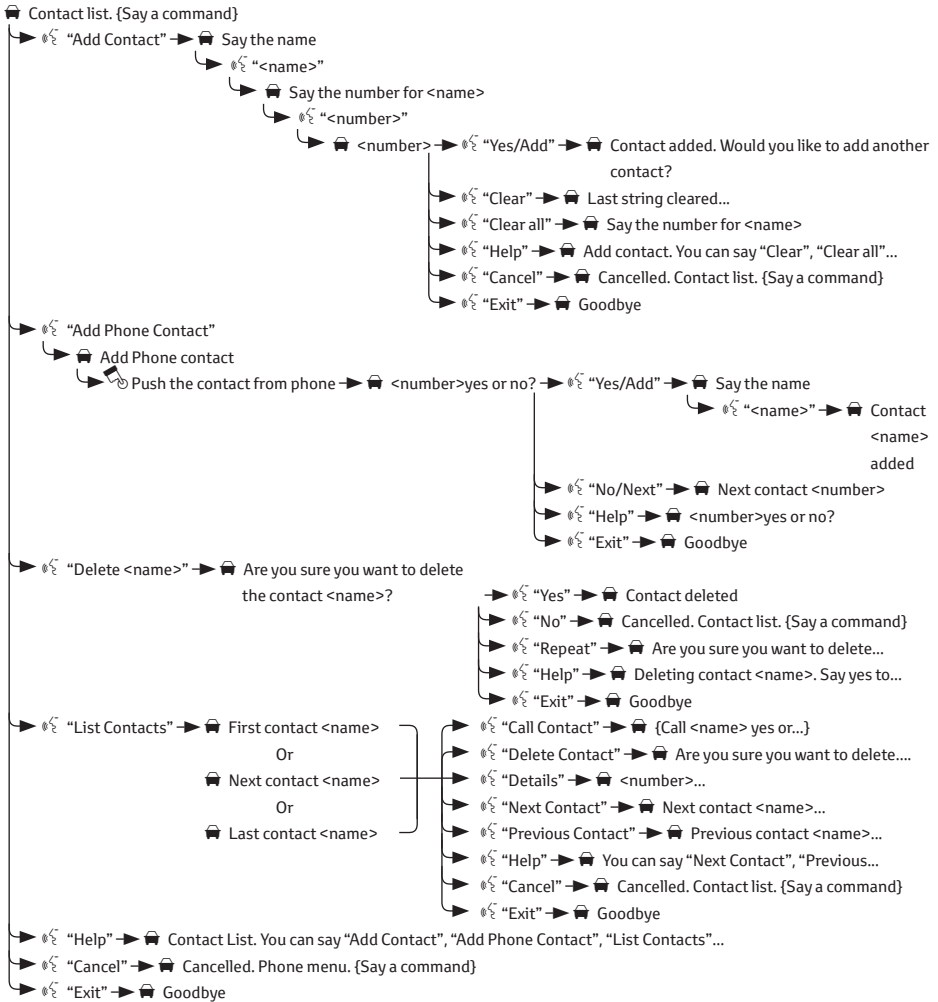 Contact list. {Say a command}
“Add Contact” Say the name
“<name>”
Say the number for <name>
“<number>”
<number> “Yes/Add” Contact added. Would you like to add another
contact?
“Clear” Last string cleared...
“Clear all” Say the number for <name>
“Help” Add contact. You can say “Clear”, “Clear all”...
“Cancel” Cancelled. Contact list. {Say a command}
“Exit” Goodbye
“Add Phone Contact”
Add Phone contact
Push the contact from phone <number>yes or no? “Yes/Add” Say the name
“<name>” Contact
<name>
added
“No/Next” Next contact <number>
“Help” <number>yes or no?
“Exit” Goodbye
“Delete <name>” Are you sure you want to delete
the contact <name>?
“Yes” Contact deleted
“No” Cancelled. Contact list. {Say a command}
“Repeat” Are you sure you want to delete...
“Help” Deleting contact <name>. Say yes to...
“Exit” Goodbye
“List Contacts” First contact <name> “Call Contact” {Call <name> yes or...}
Or “Delete Contact” Are you sure you want to delete....
Next contact <name> “Details” <number>...
Or “Next Contact” Next contact <name>...
Last contact <name> “Previous Contact” Previous contact <name>...
“Help” You can say “Next Contact”, “Previous...
“Cancel” Cancelled. Contact list. {Say a command}
“Exit” Goodbye
“Help” Contact List. You can say “Add Contact”, “Add Phone Contact”, “List Contacts”...
“Cancel” Cancelled. Phone menu. {Say a command}
“Exit” Goodbye